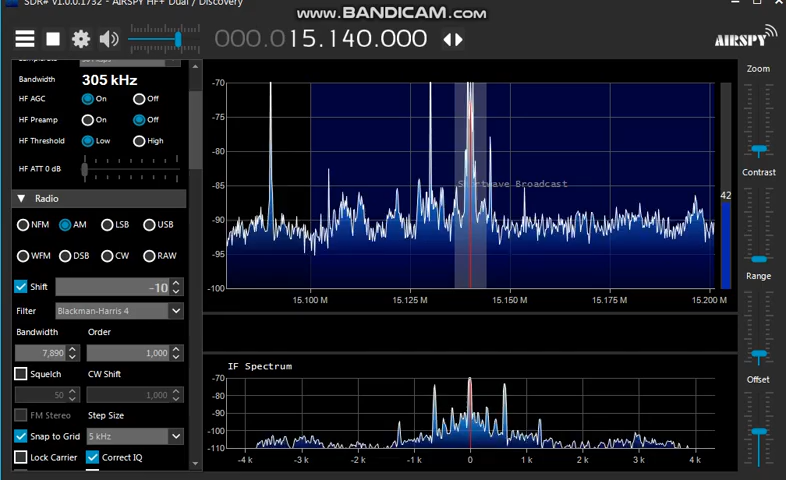 SDR# v1.0.0.1732 - AIRSPY HF+ Dual / Discovery
www.BANDICAM.com
000.015.140.000
AIRSPY
Bandwidth 305 kHz
HF AGC On Off
HF Preamp On Off
HF Threshold Low High
HF ATT 0 dB
Radio
NFM AM LSB USB
WFM DSB CW RAW
Shift -10
Filter Blackman-Harris 4
Bandwidth Order
7,890 1,000
Squelch CW Shift
50 1,000
FM Stereo Step Size
Snap to Grid 5 kHz
Lock Carrier Correct IQ
-70
-75
-80
-85
-90
-95
-100
Shortwave Broadcast
15.100 M 15.125 M 15.150 M 15.175 M 15.200 M
42
IF Spectrum
-70
-80
-90
-100
-110
-4 k -3 k -2 k -1 k 0 1 k 2 k 3 k 4 k
Zoom
Contrast
Range
Offset